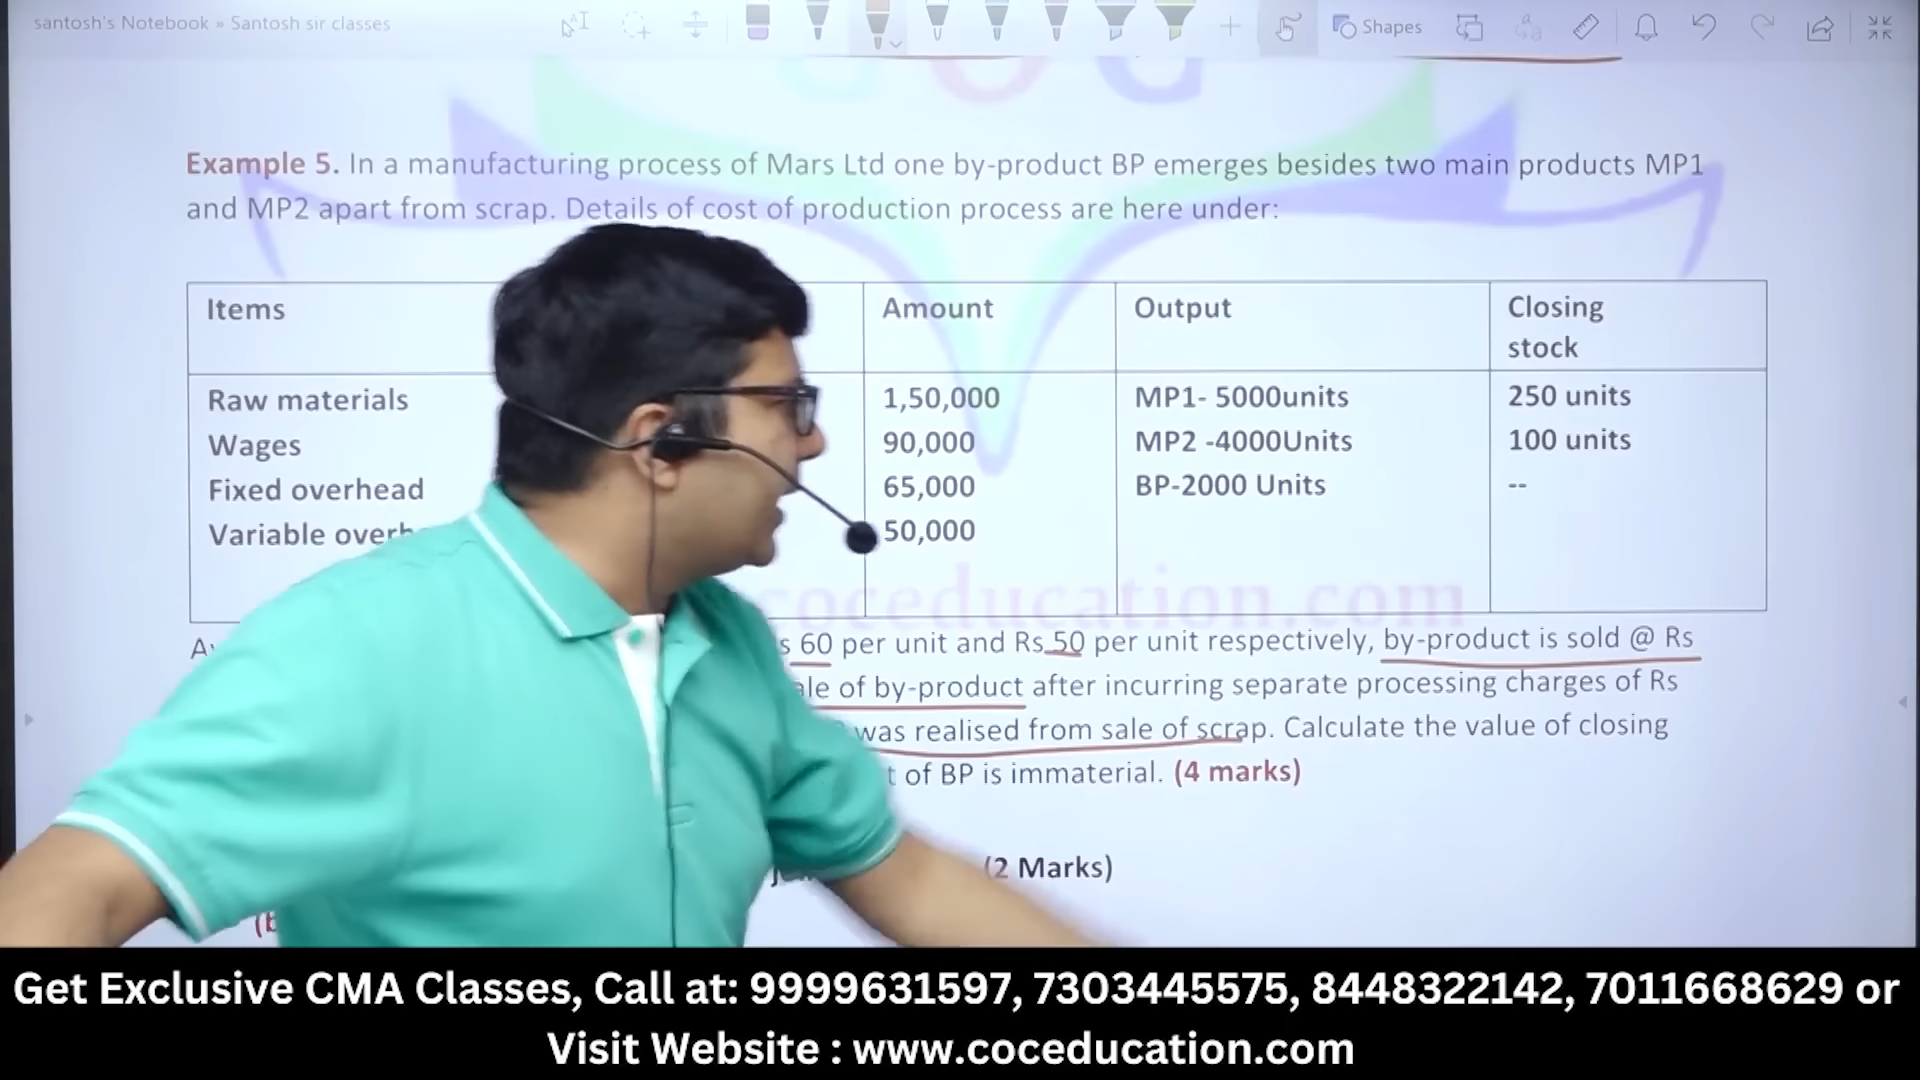 santosh's Notebook » Santosh sir classes
Shapes
Example 5. In a manufacturing process of Mars Ltd one by-product BP emerges besides two main products MP1
and MP2 apart from scrap. Details of cost of production process are here under:
Items Amount Output Closing
stock
Raw materials 1,50,000 MP1- 5000units 250 units
Wages 90,000 MP2 -4000Units 100 units
Fixed overhead 65,000 BP-2000 Units --
Variable 50,000
coceducation.com
60 per unit and Rs 50 per unit respectively, by-product is sold @ Rs
of by-product after incurring separate processing charges of Rs
was realised from sale of scrap. Calculate the value of closing
of BP is immaterial. (4 marks)
(2 Marks)
Get Exclusive CMA Classes, Call at: 9999631597, 7303445575, 8448322142, 7011668629 or
Visit Website : www.coceducation.com